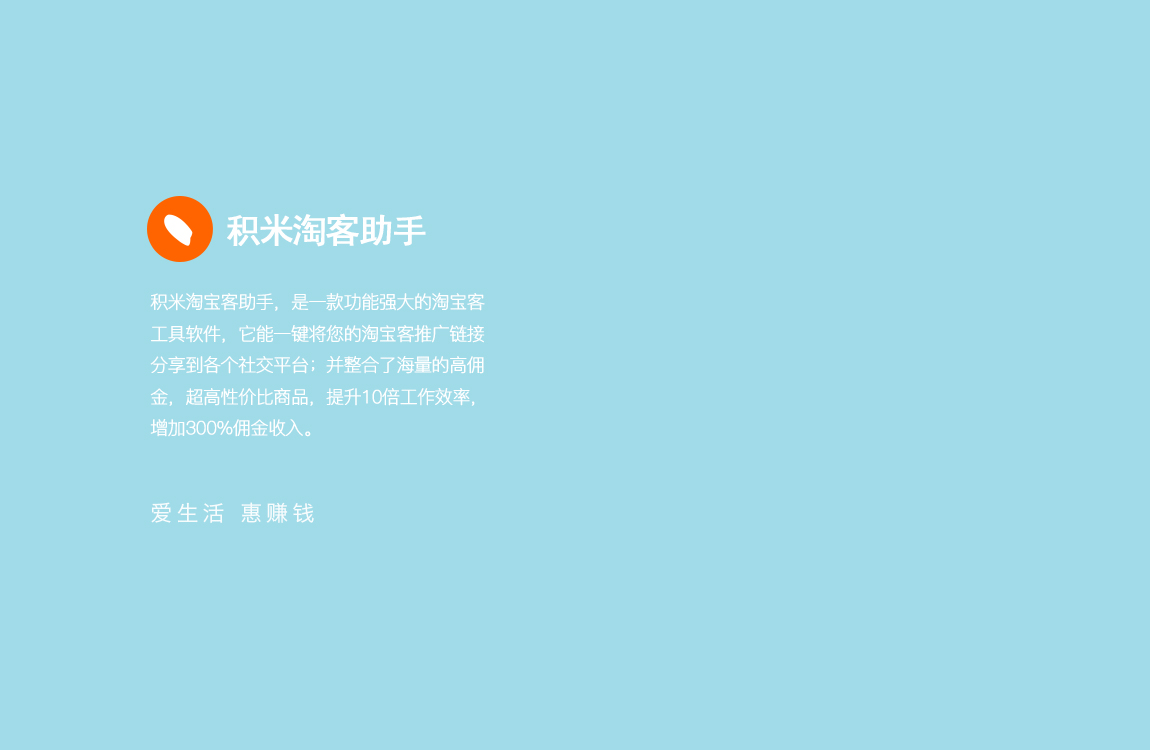 积米淘客助手
积米淘宝客助手，是一款功能强大的淘宝客
工具软件，它能一键将您的淘宝客推广链接
分享到各个社交平台；并整合了海量的高佣
金，超高性价比商品，提升10倍工作效率，
增加300%佣金收入。
爱生活 惠赚钱